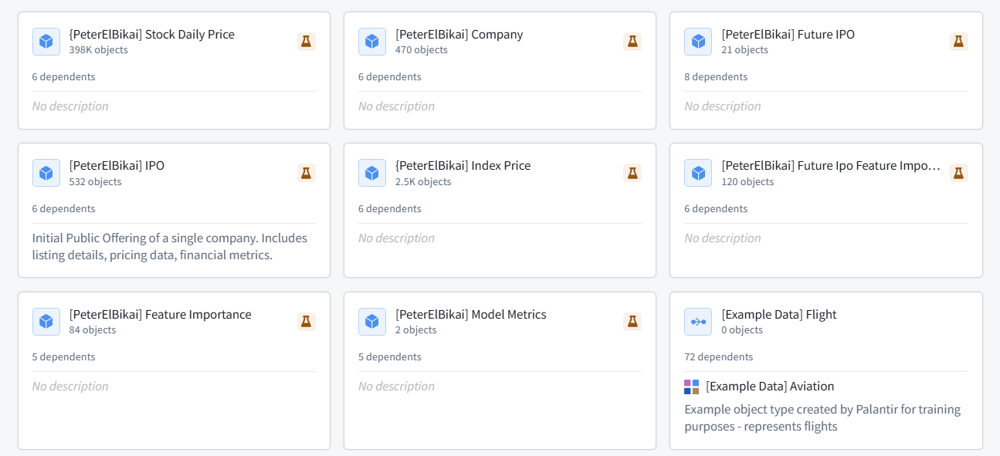 {PeterElBikai] Stock Daily Price
398K objects
6 dependents
No description
[PeterElBikai] Company
470 objects
6 dependents
No description
[PeterElBikai] Future IPO
21 objects
8 dependents
No description
[PeterElBikai] IPO
532 objects
6 dependents
Initial Public Offering of a single company. Includes
listing details, pricing data, financial metrics.
{PeterElBikai] Index Price
2.5K objects
6 dependents
No description
[PeterElBikai] Future Ipo Feature Impo…
120 objects
6 dependents
No description
[PeterElBikai] Feature Importance
84 objects
5 dependents
No description
[PeterElBikai] Model Metrics
2 objects
5 dependents
No description
[Example Data] Flight
0 objects
72 dependents
[Example Data] Aviation
Example object type created by Palantir for training
purposes - represents flights